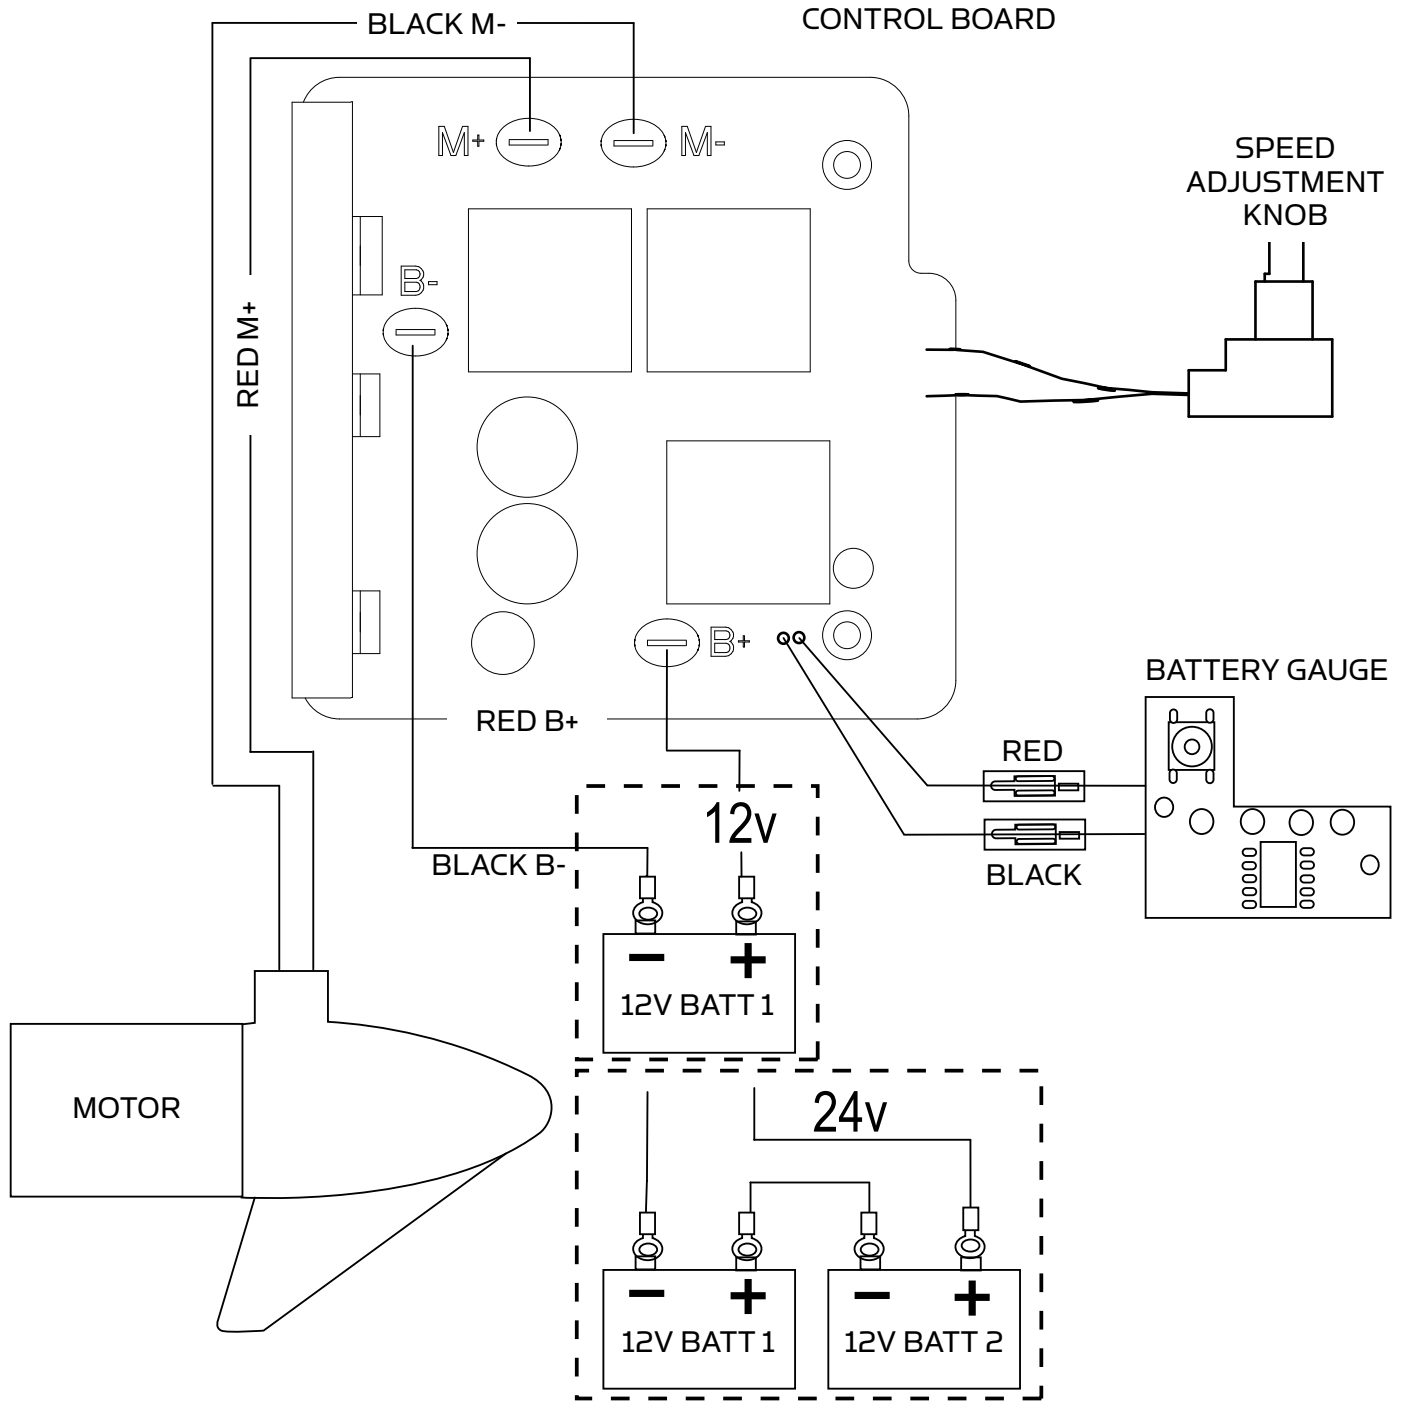 BLACK M-
CONTROL BOARD
M+
M-
SPEED
ADJUSTMENT
KNOB
B-
RED M+
B+
BATTERY GAUGE
RED B+
RED
12v
BLACK B-
BLACK
- +
12V BATT 1
MOTOR
24v
- +
- +
12V BATT 1
12V BATT 2